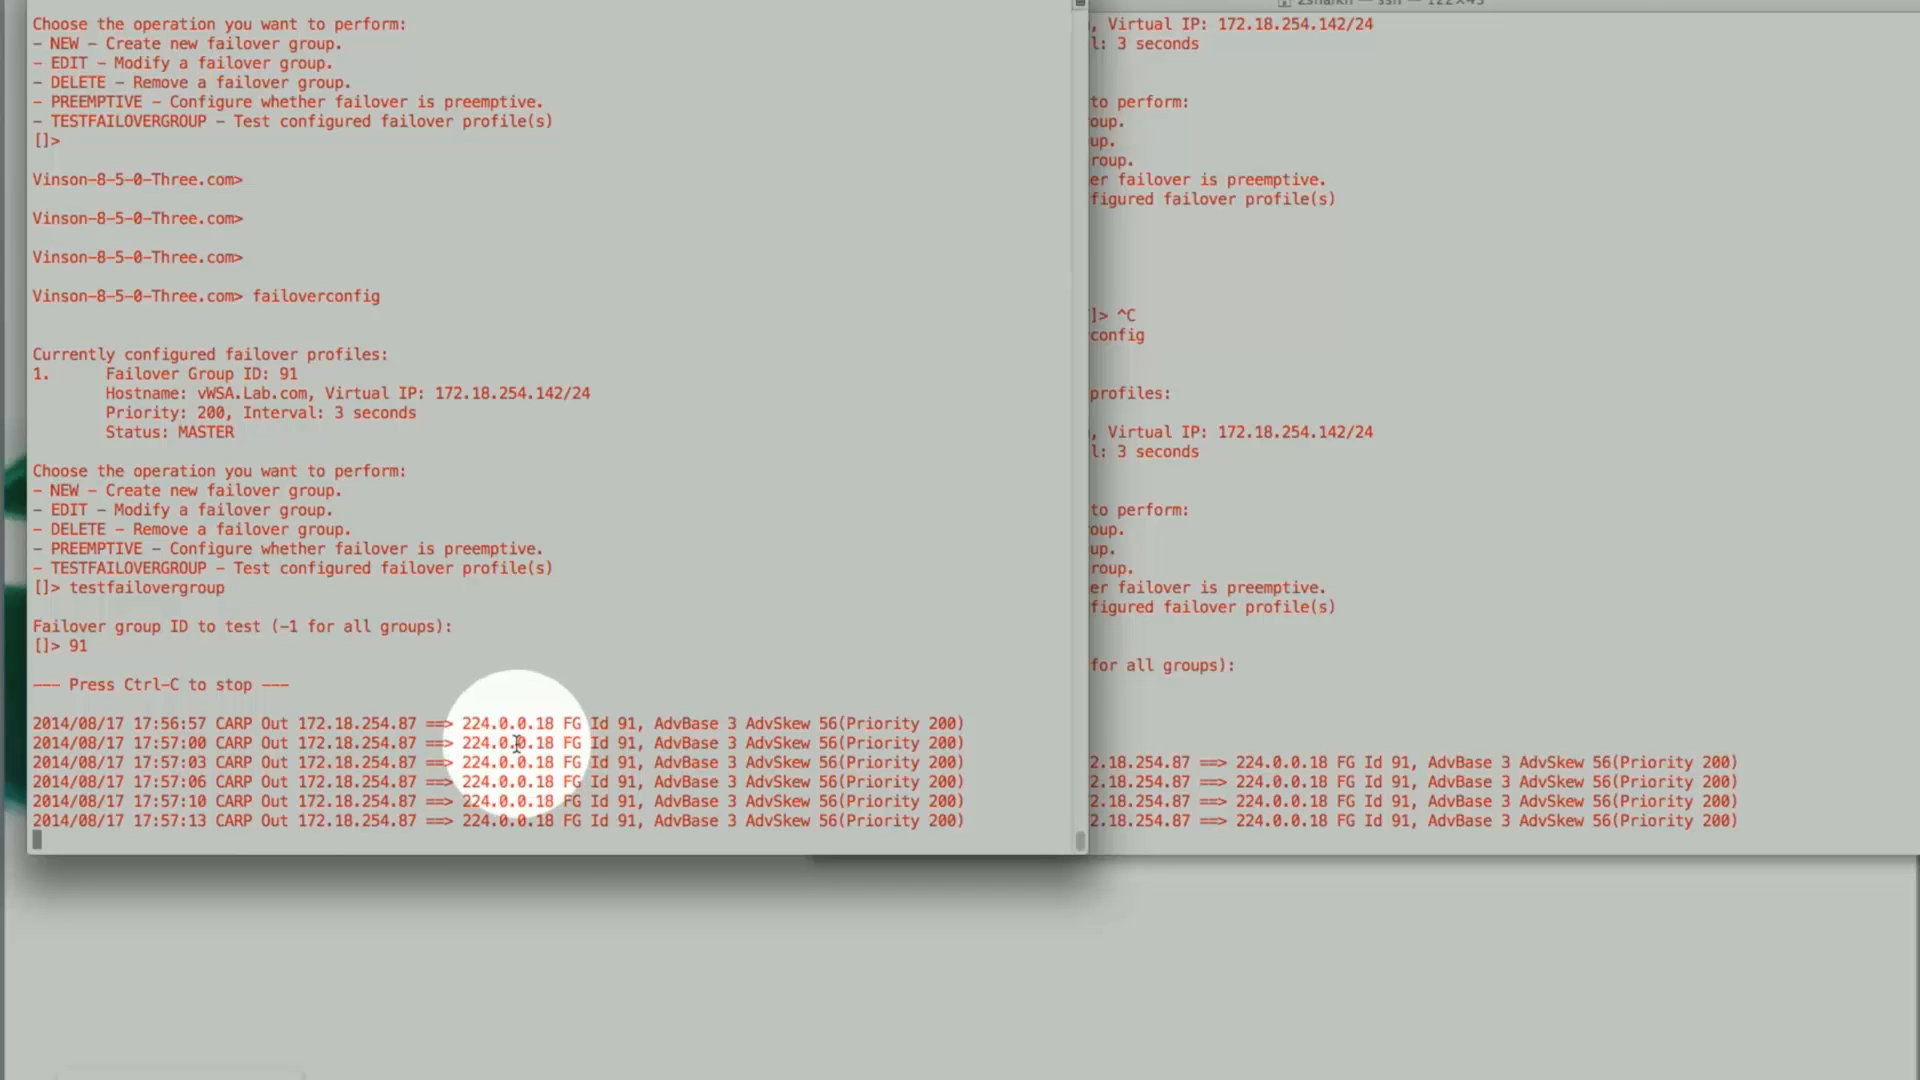 Choose the operation you want to perform:
- NEW - Create new failover group.
- EDIT - Modify a failover group.
- DELETE - Remove a failover group.
- PREEMPTIVE - Configure whether failover is preemptive.
- TESTFAILOVERGROUP - Test configured failover profile(s)
[]>
Vinson-8-5-0-Three.com>
Vinson-8-5-0-Three.com>
Vinson-8-5-0-Three.com>
Vinson-8-5-0-Three.com> failoverconfig
Currently configured failover profiles:
1. Failover Group ID: 91
Hostname: vWSA.Lab.com, Virtual IP: 172.18.254.142/24
Priority: 200, Interval: 3 seconds
Status: MASTER
Choose the operation you want to perform:
- NEW - Create new failover group.
- EDIT - Modify a failover group.
- DELETE - Remove a failover group.
- PREEMPTIVE - Configure whether failover is preemptive.
- TESTFAILOVERGROUP - Test configured failover profile(s)
[]> testfailovergroup
Failover group ID to test (-1 for all groups):
[]> 91
--- Press Ctrl-C to stop ---
2014/08/17 17:56:57 CARP Out 172.18.254.87 ==> 224.0.0.18 FG Id 91, AdvBase 3 AdvSkew 56(Priority 200)
2014/08/17 17:57:00 CARP Out 172.18.254.87 ==> 224.0.0.18 FG Id 91, AdvBase 3 AdvSkew 56(Priority 200)
2014/08/17 17:57:03 CARP Out 172.18.254.87 ==> 224.0.0.18 FG Id 91, AdvBase 3 AdvSkew 56(Priority 200)
2014/08/17 17:57:06 CARP Out 172.18.254.87 ==> 224.0.0.18 FG Id 91, AdvBase 3 AdvSkew 56(Priority 200)
2014/08/17 17:57:10 CARP Out 172.18.254.87 ==> 224.0.0.18 FG Id 91, AdvBase 3 AdvSkew 56(Priority 200)
2014/08/17 17:57:13 CARP Out 172.18.254.87 ==> 224.0.0.18 FG Id 91, AdvBase 3 AdvSkew 56(Priority 200)
, Virtual IP: 172.18.254.142/24
l: 3 seconds
to perform:
oup.
up.
roup.
er failover is preemptive.
figured failover profile(s)
]> ^C
config
profiles:
, Virtual IP: 172.18.254.142/24
l: 3 seconds
to perform:
oup.
up.
roup.
er failover is preemptive.
figured failover profile(s)
for all groups):
2.18.254.87 ==> 224.0.0.18 FG Id 91, AdvBase 3 AdvSkew 56(Priority 200)
2.18.254.87 ==> 224.0.0.18 FG Id 91, AdvBase 3 AdvSkew 56(Priority 200)
2.18.254.87 ==> 224.0.0.18 FG Id 91, AdvBase 3 AdvSkew 56(Priority 200)
2.18.254.87 ==> 224.0.0.18 FG Id 91, AdvBase 3 AdvSkew 56(Priority 200)